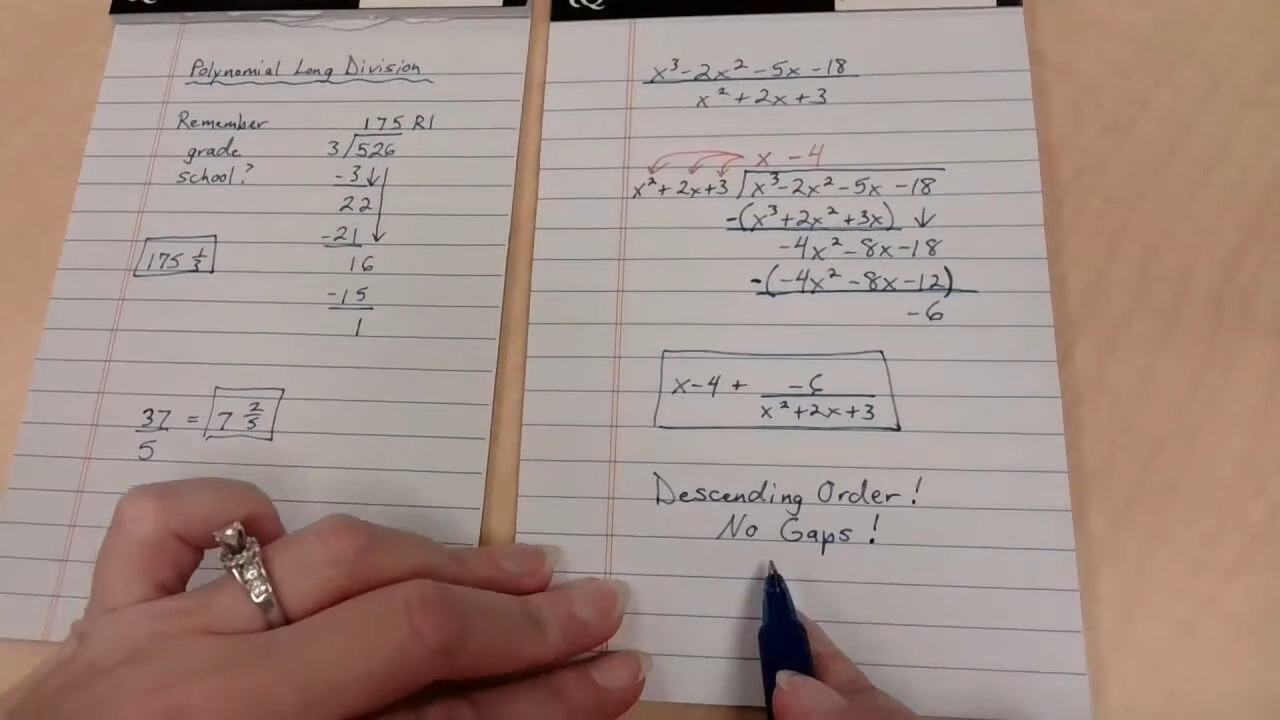 Polynomial Long Division
Remember
grade
school?
175 R1
3/526
-3↓
22
-21
16
-15
1
175 1/3
37/5 = 7 2/5
x³-2x²-5x-18
x²+2x+3
x -4
x²+2x+3/x³-2x²-5x-18
-(x³+2x²+3x) ↓
-4x²-8x-18
-(-4x²-8x-12)
-6
x-4+ -6/x²+2x+3
Descending Order!
No Gaps!